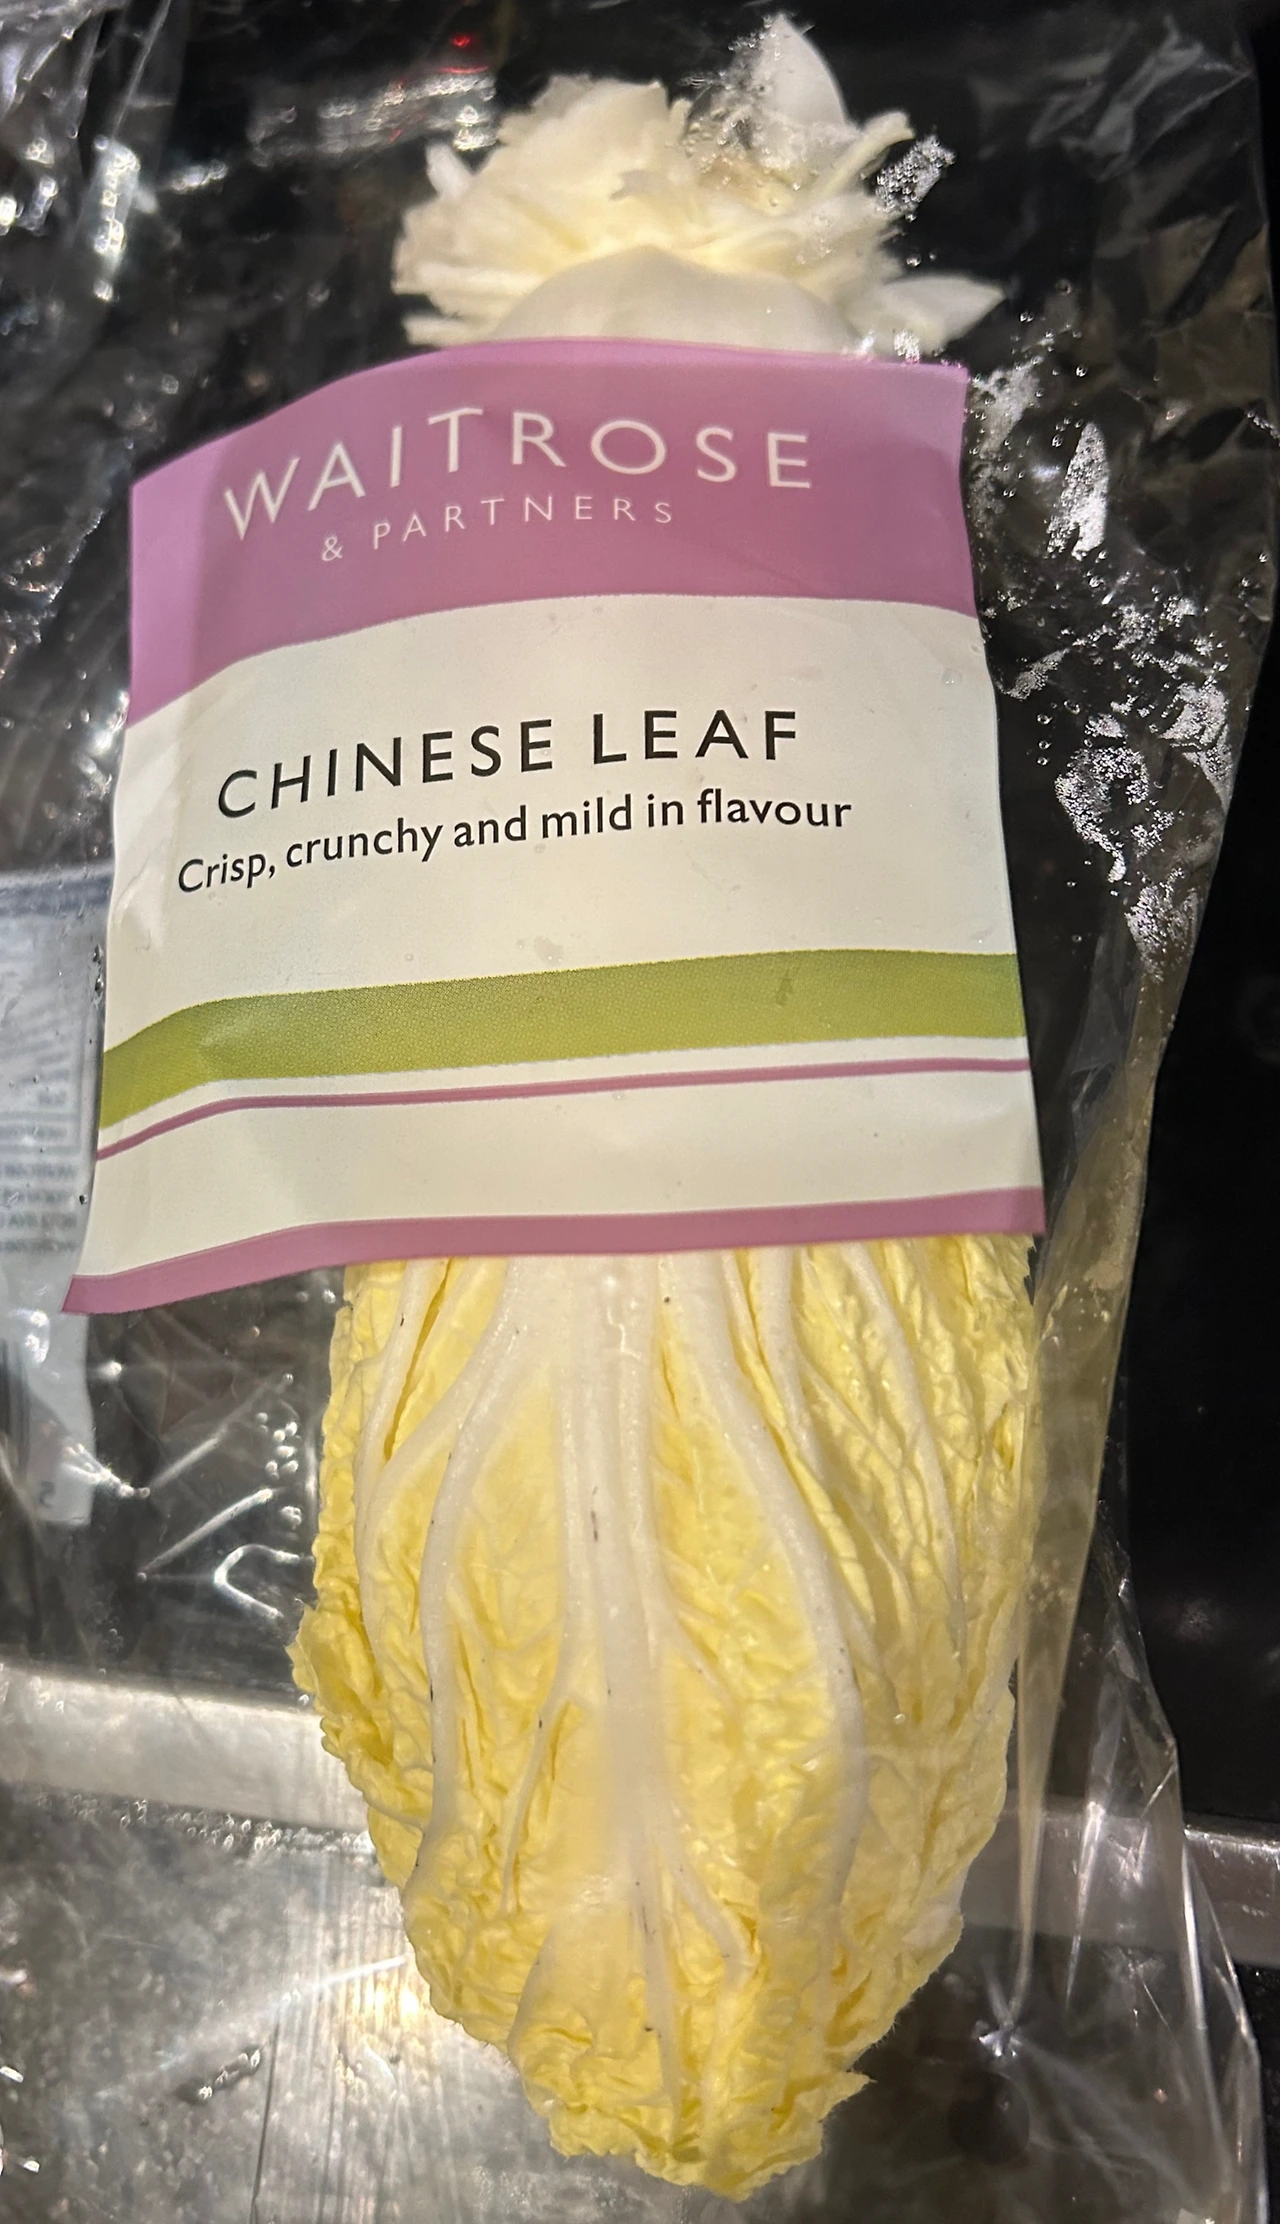 WAITROSE
& PARTNERS
CHINESE LEAF
Crisp, crunchy and mild in flavour